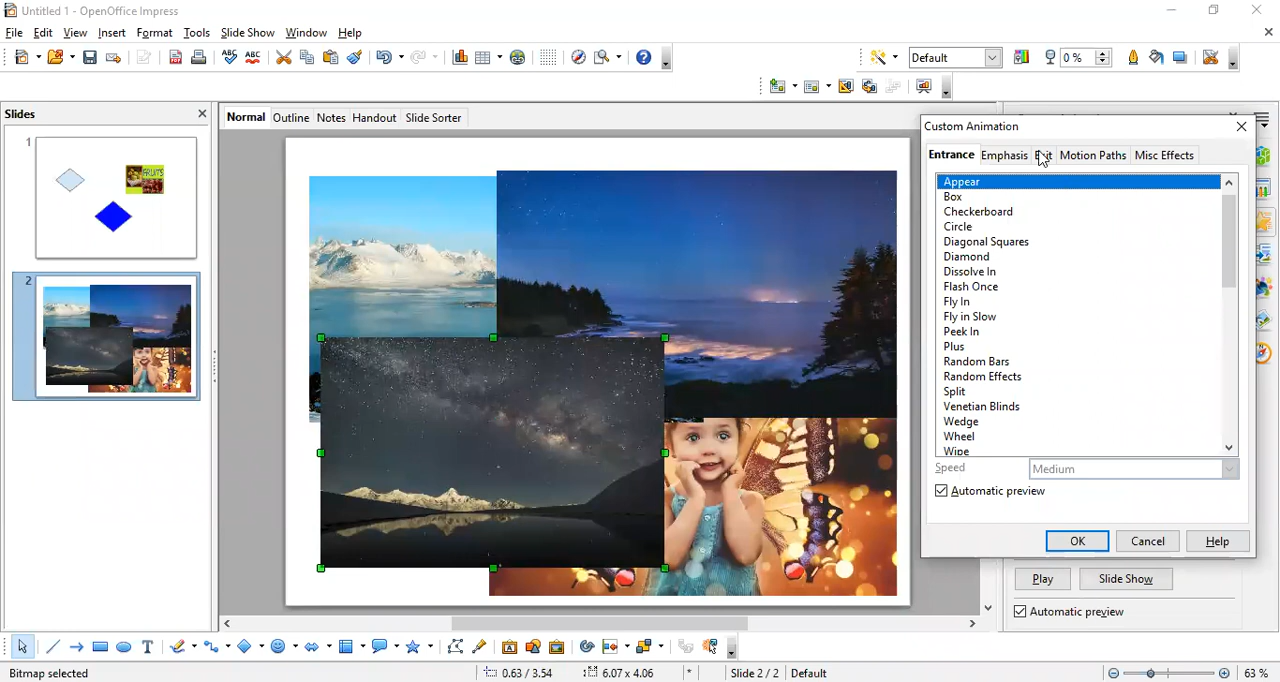 Untitled 1 - OpenOffice Impress
File Edit View Insert Format Tools Slide Show Window Help
Default 0 %
Slides
Normal Outline Notes Handout Slide Sorter
1
FRUITS
2
Custom Animation
Entrance Emphasis Exit Motion Paths Misc Effects
Appear
Box
Checkerboard
Circle
Diagonal Squares
Diamond
Dissolve In
Flash Once
Fly In
Fly in Slow
Peek In
Plus
Random Bars
Random Effects
Split
Venetian Blinds
Wedge
Wheel
Wipe
Speed Medium
Automatic preview
OK Cancel Help
Play Slide Show
Automatic preview
Bitmap selected 0.63 / 3.54 6.07 x 4.06 * Slide 2 / 2 Default 63 %